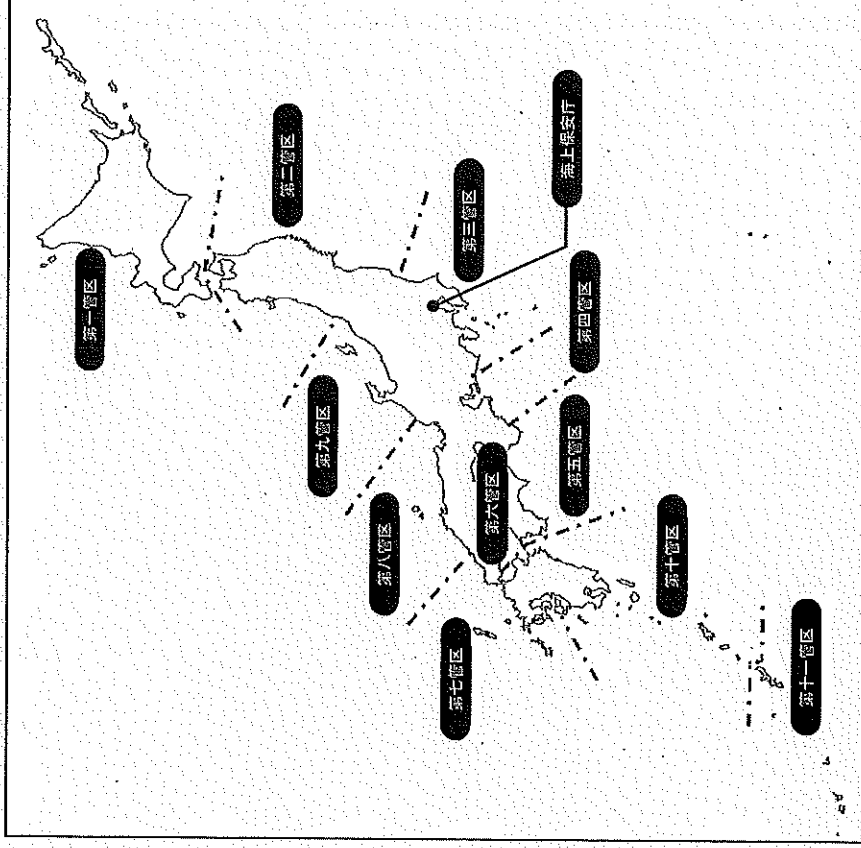 第一管区
第二管区
第三管区
海上保安庁
第四管区
第九管区
第五管区
第六管区
第八管区
第十管区
第七管区
第十一管区